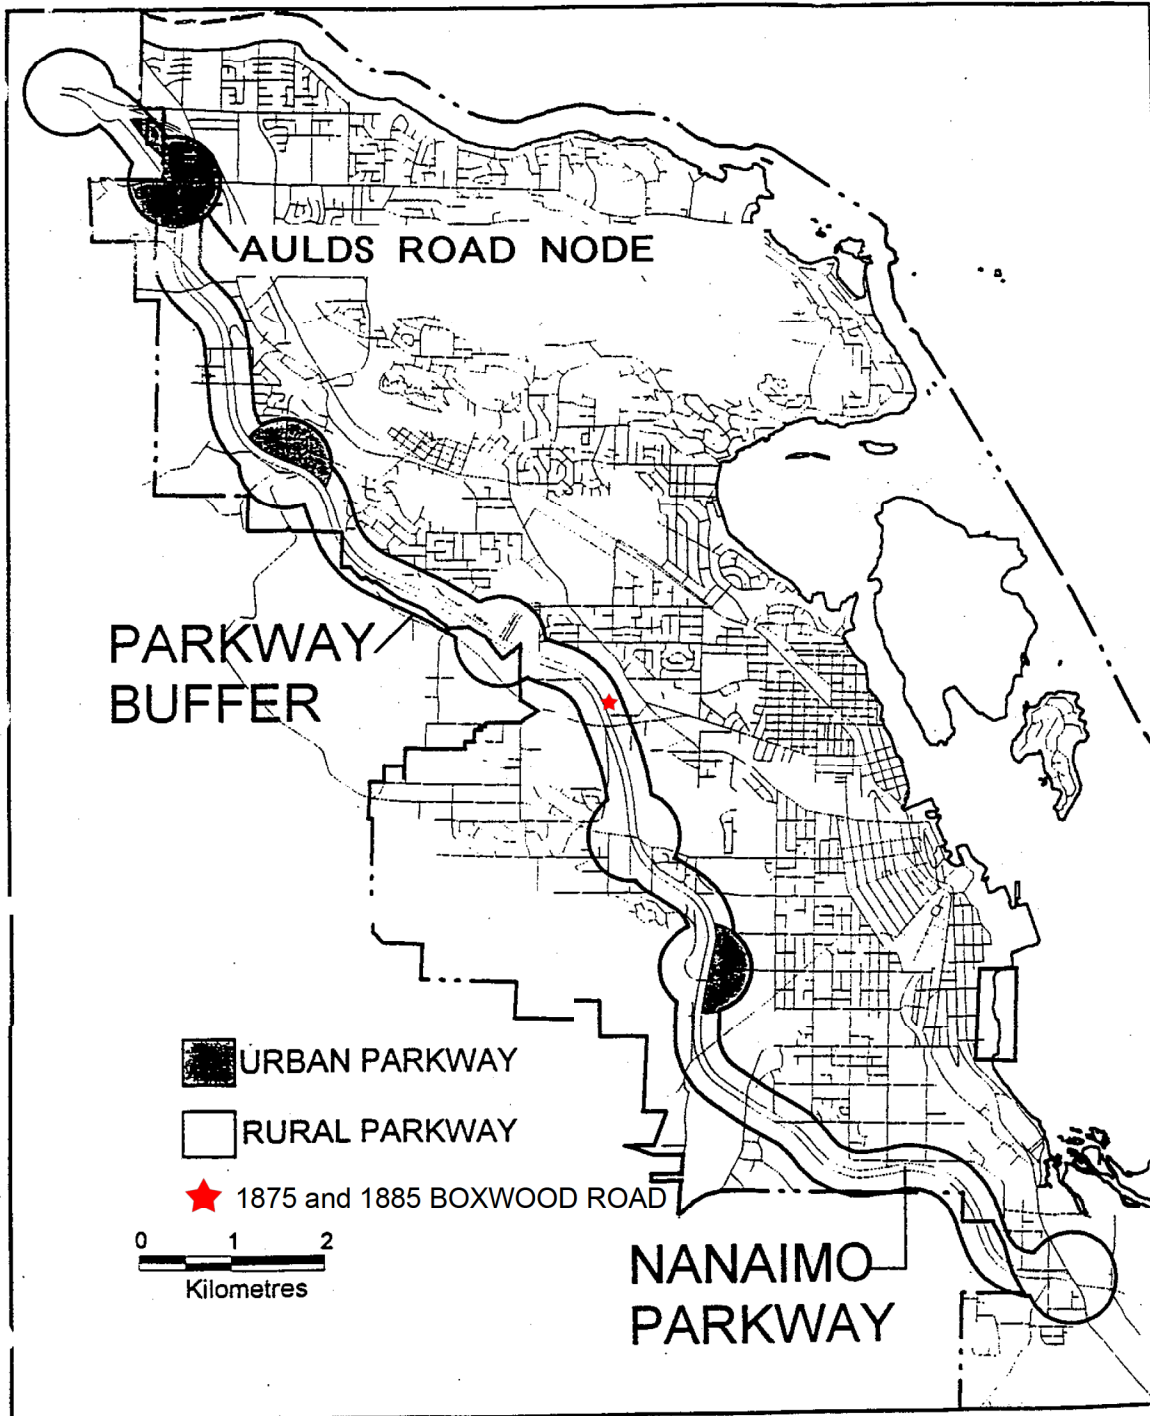 AULDS ROAD NODE
PARKWAY
BUFFER
URBAN PARKWAY
RURAL PARKWAY
1875 and 1885 BOXWOOD ROAD
0 1 2
Kilometres
NANAIMO
PARKWAY